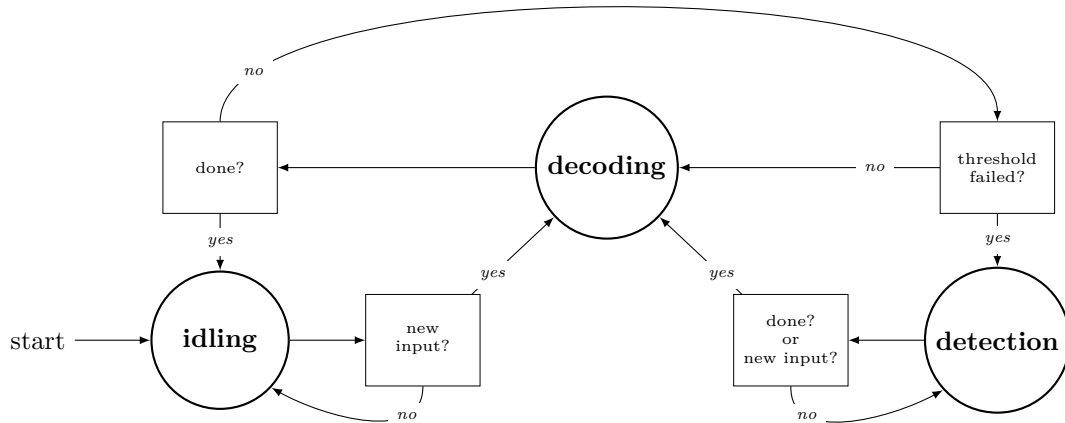 no
done?
decoding
no
threshold
failed?
yes
yes
yes
yes
start
idling
new
input?
done?
or
new input?
detection
no
no